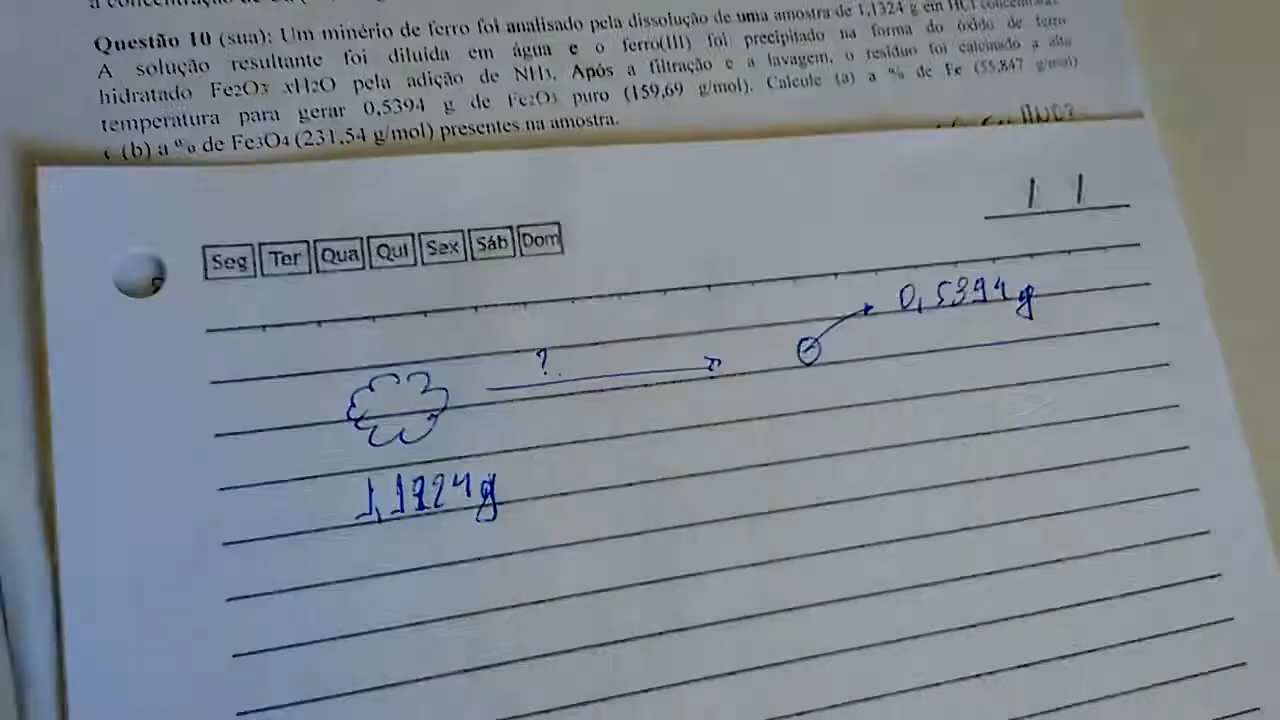 Questão 10 (sua): Um minério de ferro foi analisado pela dissolução de uma amostra de 1,1324 g em HCl
A solução resultante foi diluída em água e o ferro(III) foi precipitado na forma do óxido de ferro
hidratado Fe2O3 xH2O pela adição de NH3. Após a filtração e a lavagem, o resíduo foi calcinado a alta
temperatura para gerar 0,5394 g de Fe2O3 puro (159,69 g/mol). Calcule (a) a % de Fe (55,847 g/mol)
(b) a % de Fe3O4 (231,54 g/mol) presentes na amostra.
Seg Ter Qua Qui Sex Sáb Dom
0,5394 g
?
1,1324 g